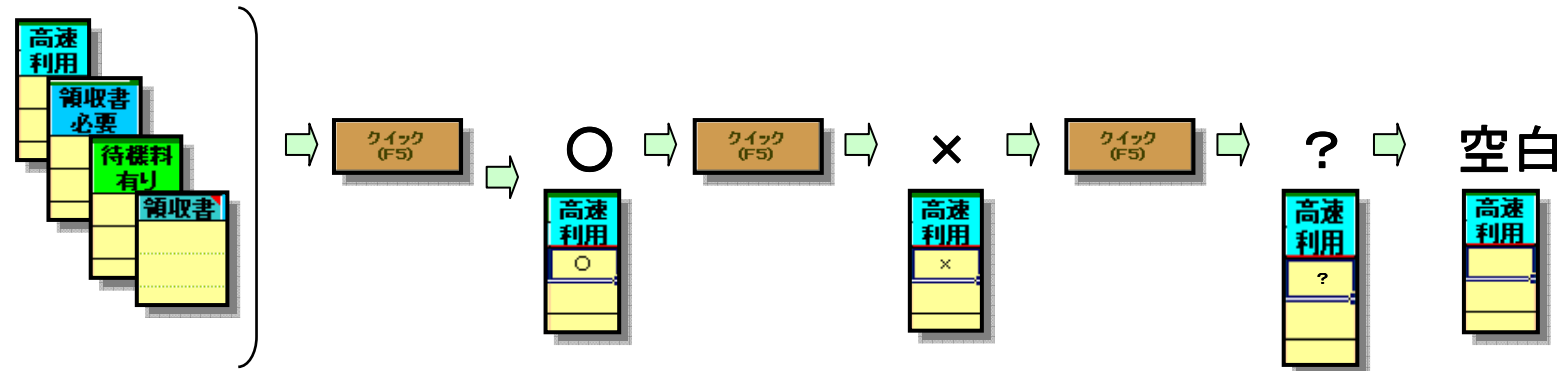 高速
利用
領収書
必要
待機料
有り
領収書
クイック
(F5)
○
高速
利用
○
クイック
(F5)
×
高速
利用
×
クイック
(F5)
?
高速
利用
?
空白
高速
利用